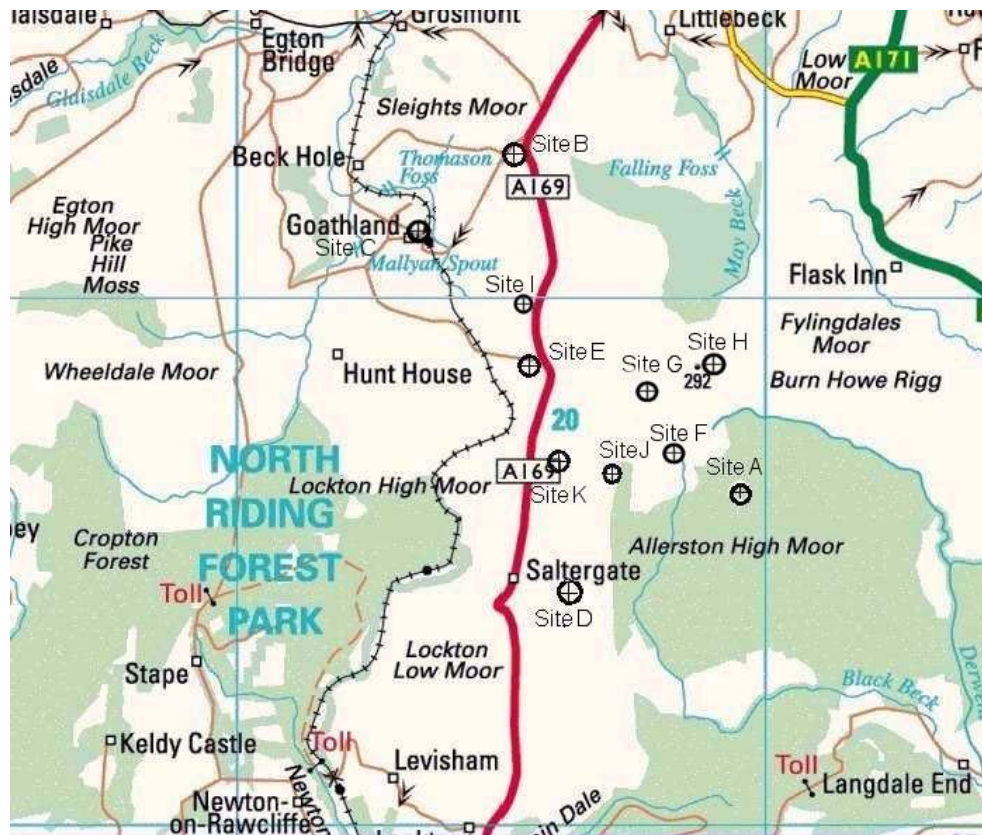 Grosmont
Littlebeck
Egton
Bridge
Low
Moor
A171
Glaisdale Beck
Sleights Moor
Site B
Beck Hole
Thomason
Foss
A169
Falling Foss
May Beck
Egton
High Moor
Pike
Hill
Moss
Goathland
Site C
Mallyan Spout
Flask Inn
Site I
Fylingdales
Moor
Wheeldale Moor
Hunt House
Site E
Site G
Site H
292
Burn Howe Rigg
20
Site F
Site J
Site A
NORTH
RIDING
FOREST
PARK
Lockton High Moor
A169
Site K
Cropton
Forest
Allerston High Moor
Toll
Saltergate
Site D
Stape
Lockton
Low Moor
Black Beck
Keldy Castle
Toll
Levisham
Toll
Langdale End
Newton-
on-Rawcliffe
Newton